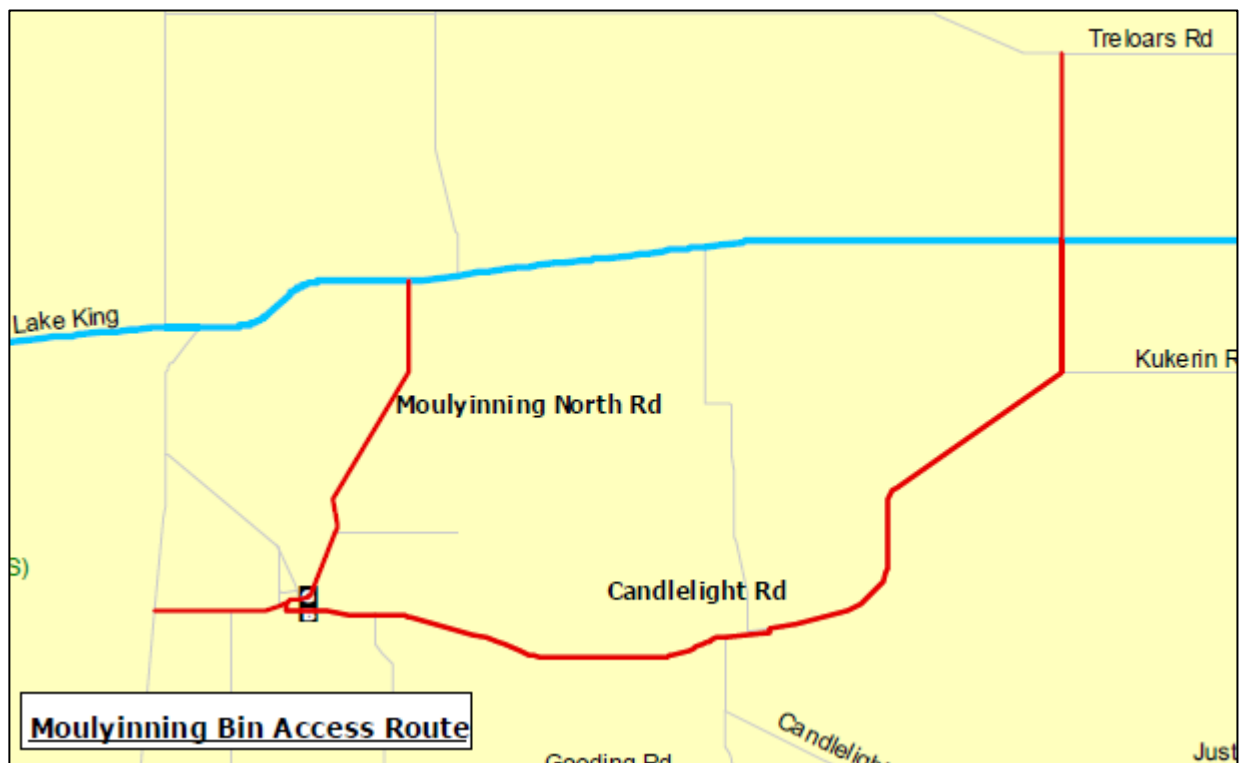 Treloars Rd
Lake King
Kukerin R
Moulyinning North Rd
S)
Candlelight Rd
Moulyinning Bin Access Route
Candlelight
Gooding Rd
Just